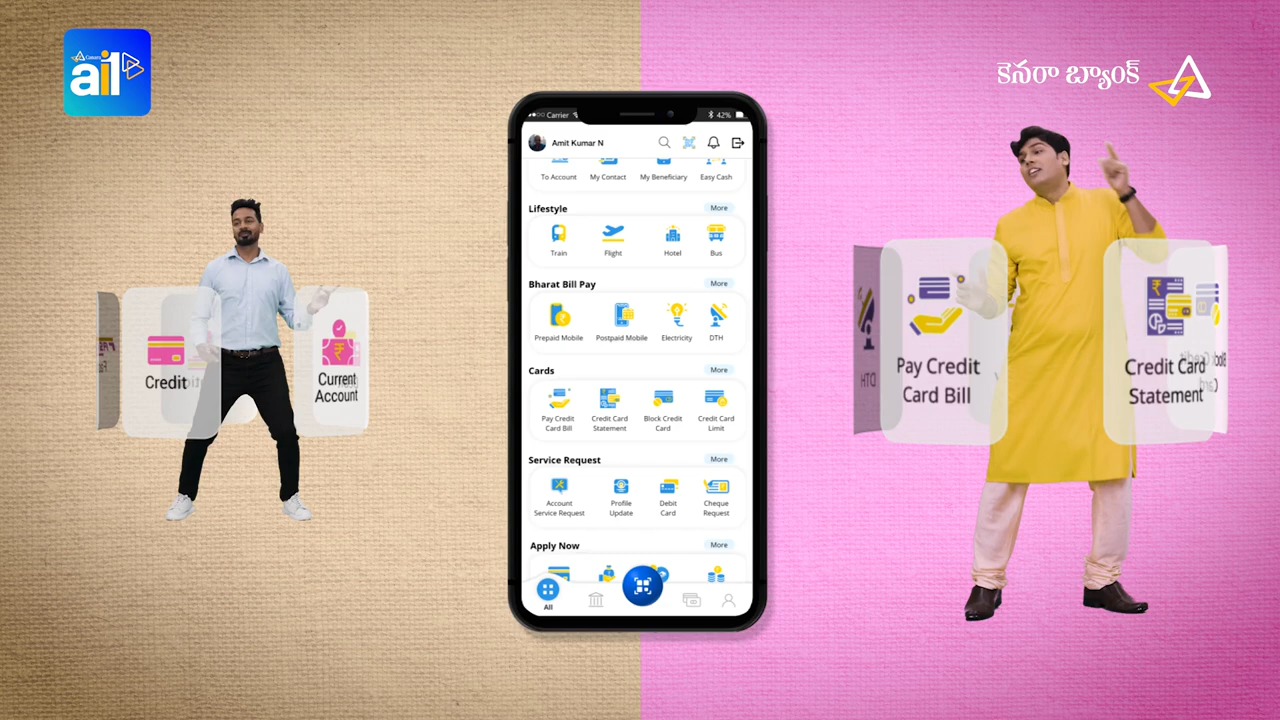 Canara
ai1
కెనరా బ్యాంక్
Carrier
42%
Amit Kumar N
To Account
My Contact
My Beneficiary
Easy Cash
Lifestyle
More
Train
Flight
Hotel
Bus
Bharat Bill Pay
More
Prepaid Mobile
Postpaid Mobile
Electricity
DTH
Cards
More
Pay Credit
Card Bill
Credit Card
Statement
Block Credit
Card
Credit Card
Limit
Service Request
More
Account
Service Request
Profile
Update
Debit
Card
Cheque
Request
Apply Now
More
All
Credit
Current
Account
DTH
Pay Credit
Card Bill
Credit Card
Statement